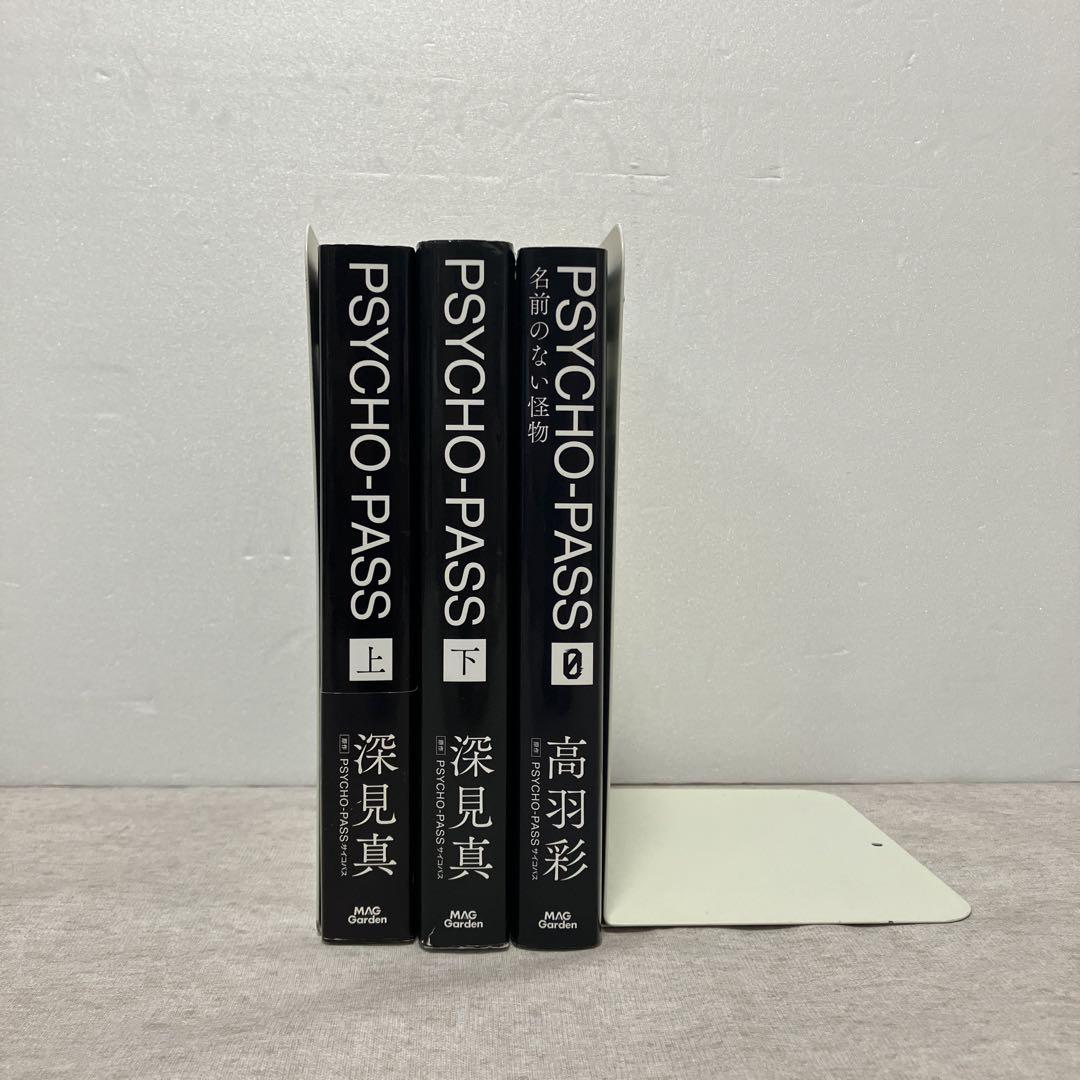 PSYCHO-PASS
上
深見真
原作 PSYCHO-PASS サイコパス
MAG
Garden
PSYCHO-PASS
下
深見真
原作 PSYCHO-PASS サイコパス
MAG
Garden
PSYCHO-PASS
名前のない怪物
0
高羽彩
原作 PSYCHO-PASS サイコパス
MAG
Garden